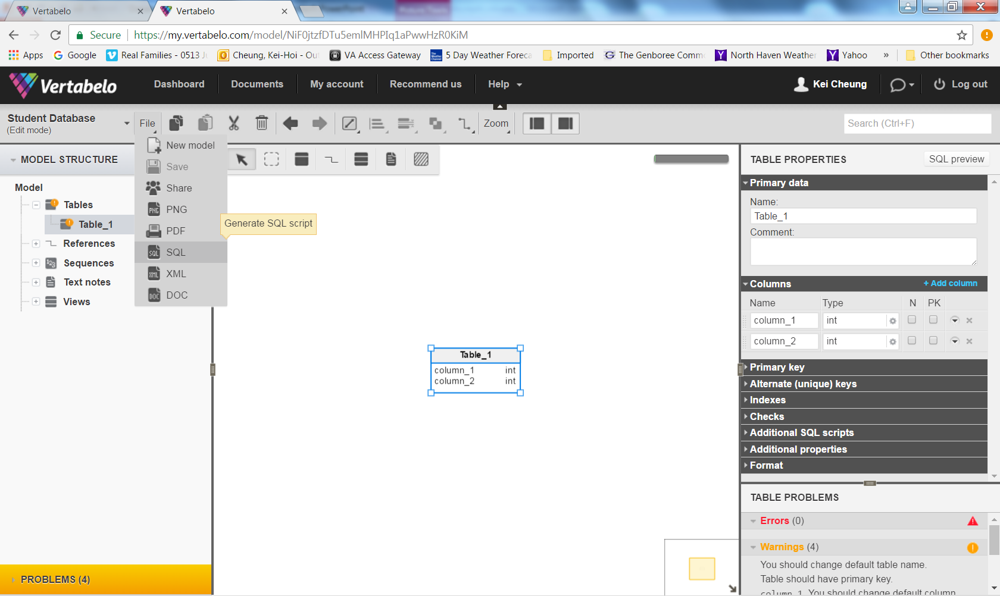 Vertabelo
Vertabelo
Secure
https://my.vertabelo.com/model/NiF0jtzfDTu5emlMHPIq1aPwwHzR0KiM
Apps
Google
Real Families - 0513
Cheung, Kei-Hoi - Ou
VA Access Gateway
5 Day Weather Foreca
Imported
The Genboree Comm
North Haven Weather
Yahoo
»
Other bookmarks
Vertabelo
Dashboard
Documents
My account
Recommend us
Help
Kei Cheung
Log out
Student Database
(Edit mode)
File
Zoom
Search (Ctrl+F)
New model
Save
Share
PNG PNG
PDF
SQL SQL
XML XML
DOC DOC
Generate SQL script
MODEL STRUCTURE
Model
Tables
Table_1
References
123 Sequences
Text notes
Views
PROBLEMS (4)
Table_1
column_1 int
column_2 int
TABLE PROPERTIES
SQL preview
Primary data
Name:
Table_1
Comment:
Columns + Add column
Name Type N PK
column_1 int
column_2 int
Primary key
Alternate (unique) keys
Indexes
Checks
Additional SQL scripts
Additional properties
Format
TABLE PROBLEMS
Errors (0)
Warnings (4)
You should change default table name.
Table should have primary key.
column_1 You should change default column